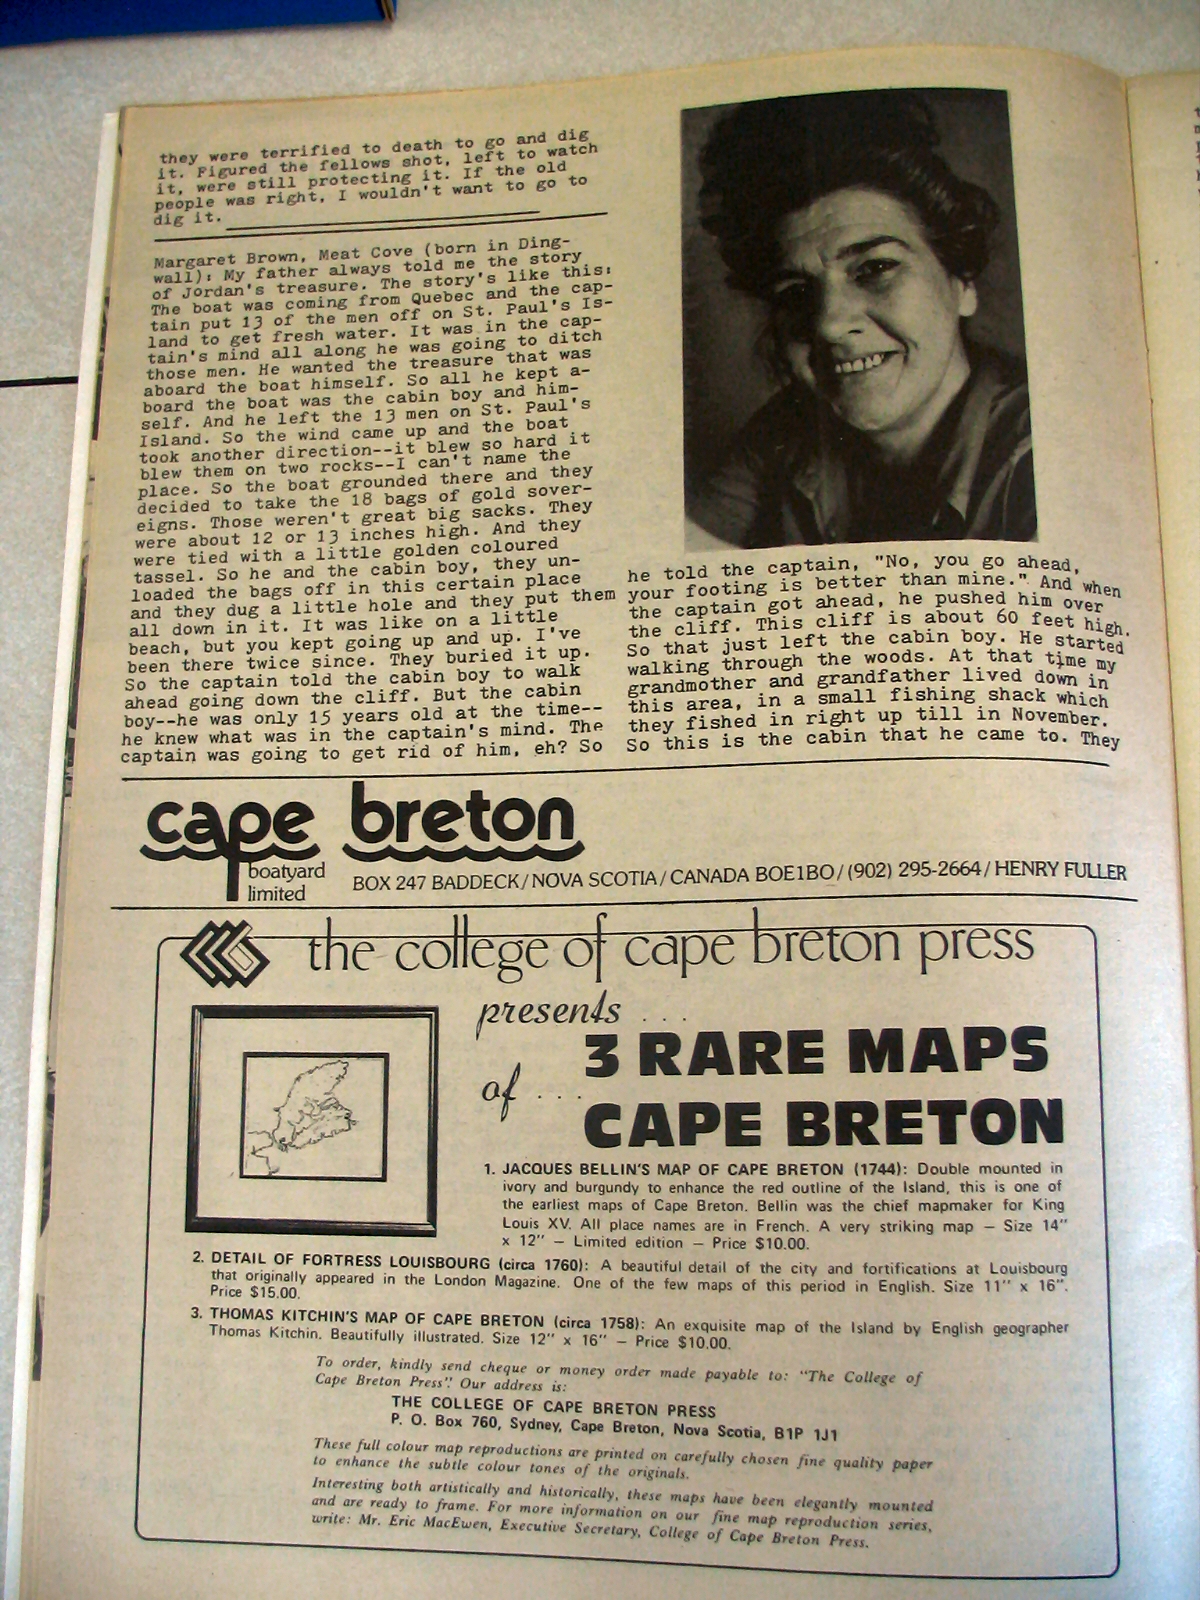 they were terrified to death to go and dig
it. Figured the fellows shot, left to watch
it, were still protecting it. If the old
people was right, I wouldn't want to go to
dig it.
Margaret Brown, Meat Cove (born in Ding-
wall): My father always told me the story
of Jordan's treasure. The story's like this:
The boat was coming from Quebec and the cap-
tain put 13 of the men off on St. Paul's Is-
land to get fresh water. It was in the cap-
tain's mind all along he was going to ditch
those men. He wanted the treasure that was
aboard the boat himself. So all he kept a-
board the boat was the cabin boy and him-
self. And he left the 13 men on St. Paul's
Island. So the wind came up and the boat
took another direction--it blew so hard it
blew them on two rocks--I can't name the
place. So the boat grounded there and they
decided to take the 18 bags of gold sover-
eigns. Those weren't great big sacks. They
were about 12 or 13 inches high. And they
were tied with a little golden coloured
tassel. So he and the cabin boy, they un-
loaded the bags off in this certain place
and they dug a little hole and they put them
all down in it. It was like on a little
beach, but you kept going up and up. I've
been there twice since. They buried it up.
So the captain told the cabin boy to walk
ahead going down the cliff. But the cabin
boy--he was only 15 years old at the time--
he knew what was in the captain's mind. The
captain was going to get rid of him, eh? So
he told the captain, "No, you go ahead,
your footing is better than mine." And when
the captain got ahead, he pushed him over
the cliff. This cliff is about 60 feet high.
So that just left the cabin boy. He started
walking through the woods. At that time my
grandmother and grandfather lived down in
this area, in a small fishing shack which
they fished in right up till in November.
So this is the cabin that he came to. They
cape breton
boatyard
limited
BOX 247 BADDECK/NOVA SCOTIA/CANADA BOE1BO/(902) 295-2664/HENRY FULLER
the college of cape breton press
presents ...
3 RARE MAPS
of ...
CAPE BRETON
1. JACQUES BELLIN'S MAP OF CAPE BRETON (1744): Double mounted in
ivory and burgundy to enhance the red outline of the Island, this is one of
the earliest maps of Cape Breton. Bellin was the chief mapmaker for King
Louis XV. All place names are in French. A very striking map — Size 14"
x 12" — Limited edition — Price $10.00.
2. DETAIL OF FORTRESS LOUISBOURG (circa 1760): A beautiful detail of the city and fortifications at Louisbourg
that originally appeared in the London Magazine. One of the few maps of this period in English. Size 11" x 16".
Price $15.00.
3. THOMAS KITCHIN'S MAP OF CAPE BRETON (circa 1758): An exquisite map of the Island by English geographer
Thomas Kitchin. Beautifully illustrated. Size 12" x 16" — Price $10.00.
To order, kindly send cheque or money order made payable to: "The College of
Cape Breton Press". Our address is:
THE COLLEGE OF CAPE BRETON PRESS
P. O. Box 760, Sydney, Cape Breton, Nova Scotia, B1P 1J1
These full colour map reproductions are printed on carefully chosen fine quality paper
to enhance the subtle colour tones of the originals.
Interesting both artistically and historically, these maps have been elegantly mounted
and are ready to frame. For more information on our fine map reproduction series,
write: Mr. Eric MacEwen, Executive Secretary, College of Cape Breton Press.